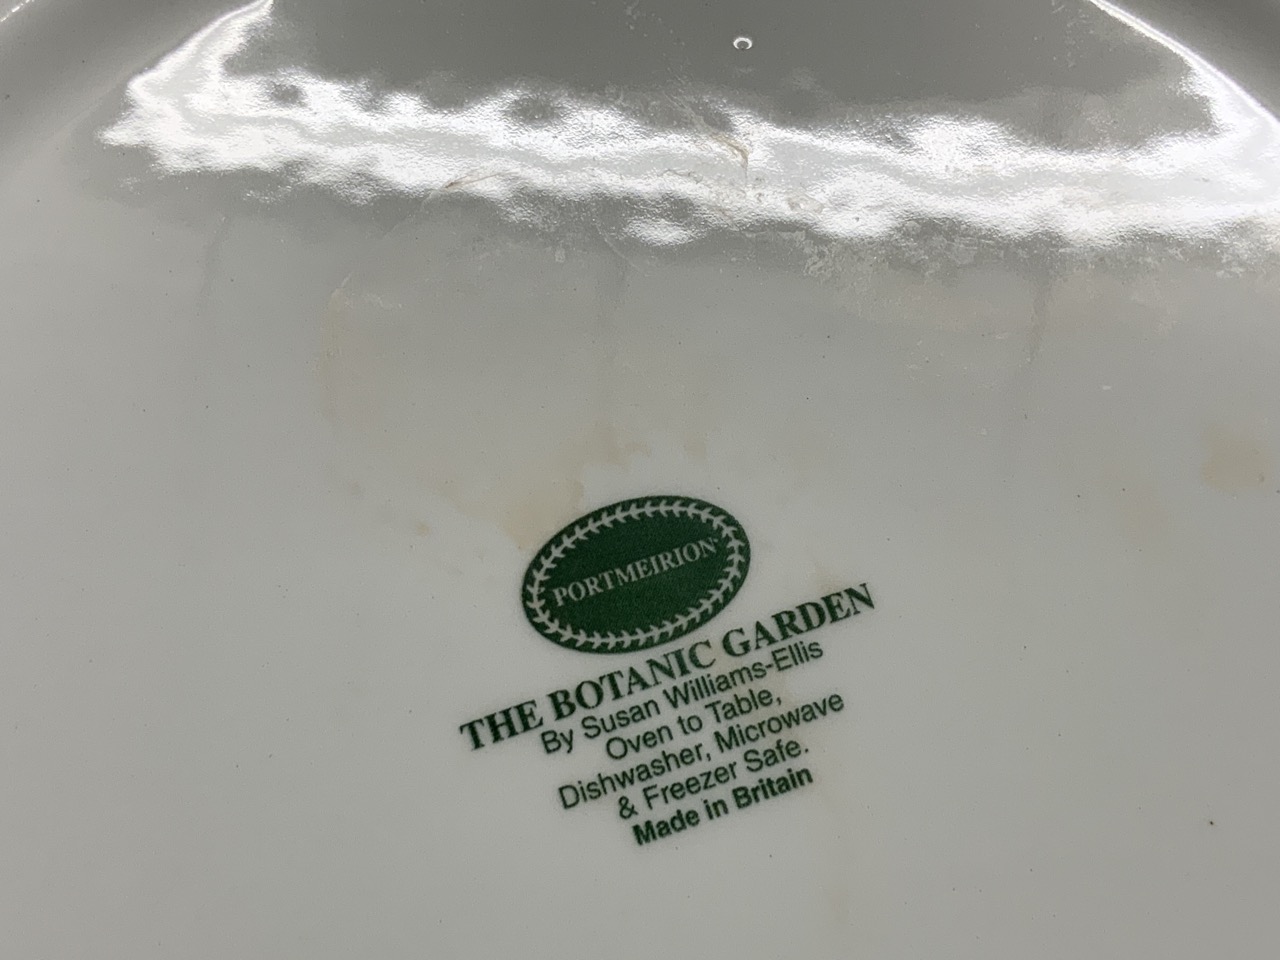 PORTMEIRION
THE BOTANIC GARDEN
By Susan Williams-Ellis
Oven to Table,
Dishwasher, Microwave
& Freezer Safe.
Made in Britain